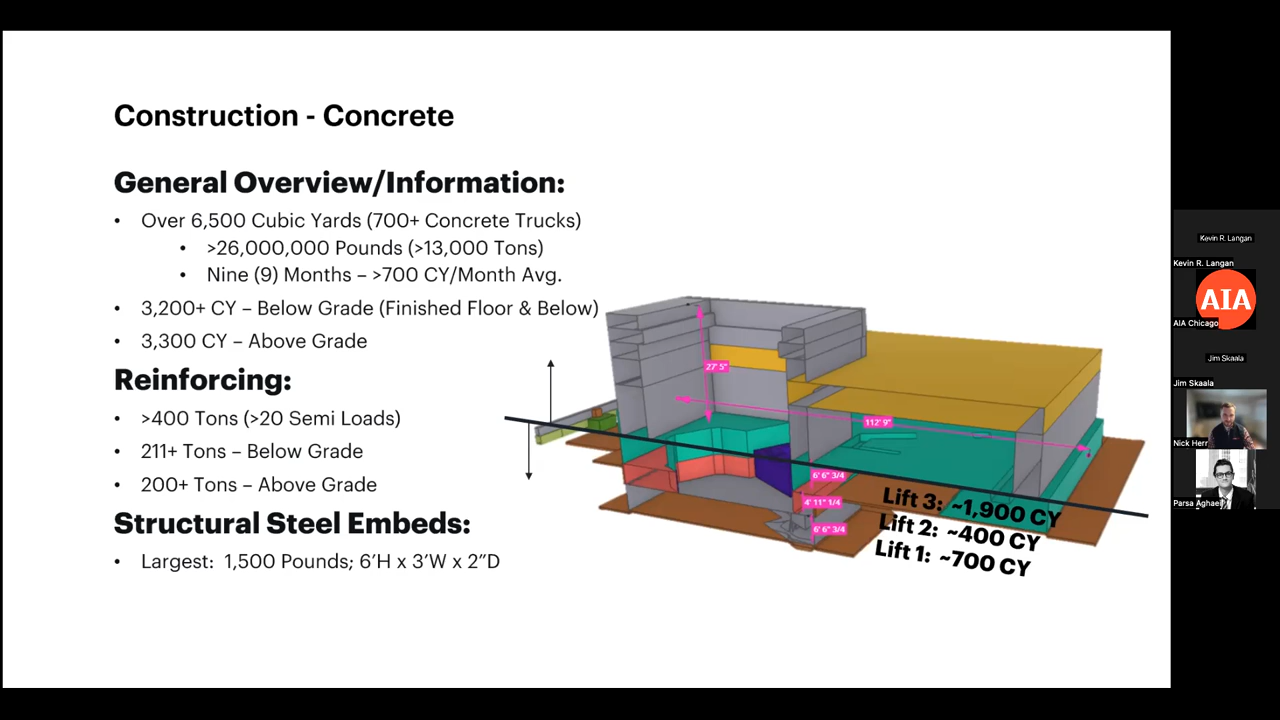 Construction - Concrete
General Overview/Information:
• Over 6,500 Cubic Yards (700+ Concrete Trucks)
• >26,000,000 Pounds (>13,000 Tons)
• Nine (9) Months – >700 CY/Month Avg.
• 3,200+ CY – Below Grade (Finished Floor & Below)
• 3,300 CY – Above Grade
Reinforcing:
• >400 Tons (>20 Semi Loads)
• 211+ Tons – Below Grade
• 200+ Tons – Above Grade
Structural Steel Embeds:
• Largest: 1,500 Pounds; 6’H x 3’W x 2”D
27' 5"
112' 9"
6' 6" 3/4
4' 11" 1/4
6' 6" 3/4
Lift 3: ~1,900 CY
Lift 2: ~400 CY
Lift 1: ~700 CY
Kevin R. Langan
Kevin R. Langan
AIA
AIA Chicago
Jim Skaala
Jim Skaala
Nick Herr
Parsa Aghaei